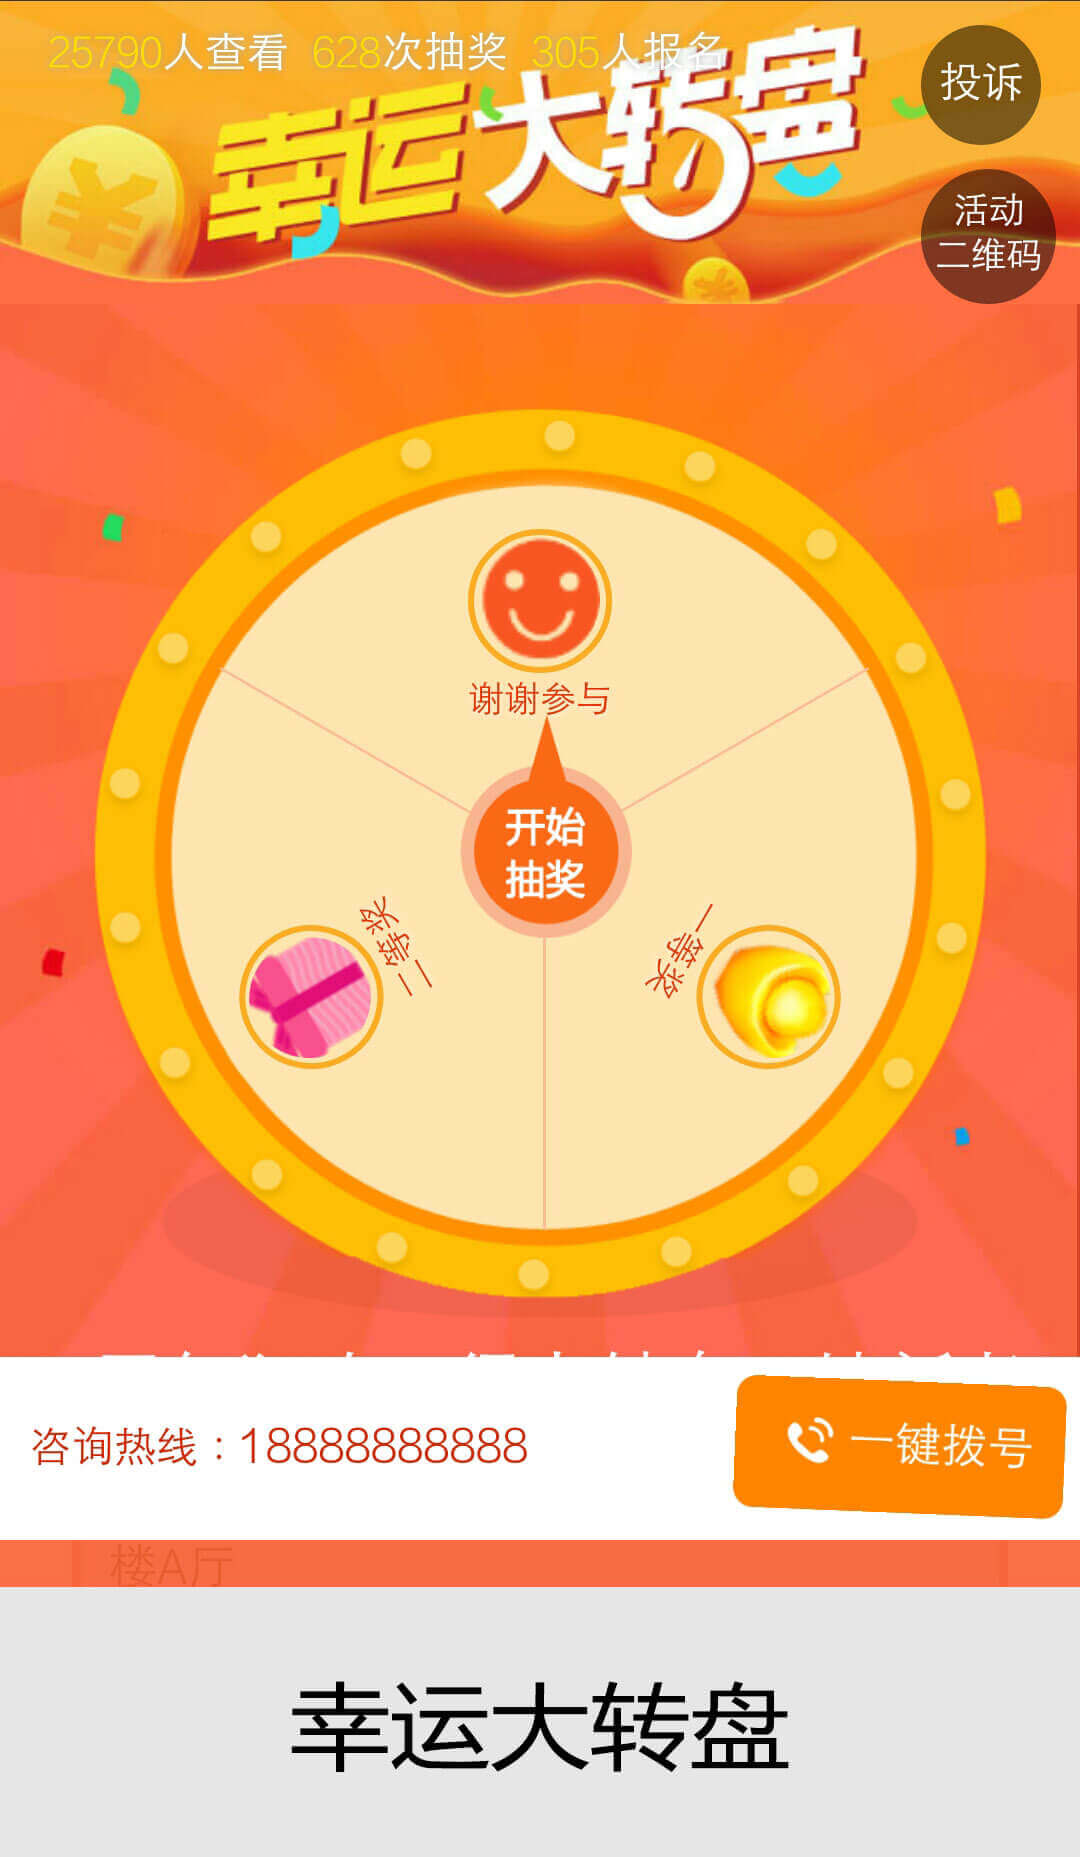 25790人查看 628次抽奖 305人报名
幸运大转盘
投诉
活动
二维码
谢谢参与
开始
抽奖
二等奖
一等奖
咨询热线：18888888888
一键拨号
楼A厅
幸运大转盘